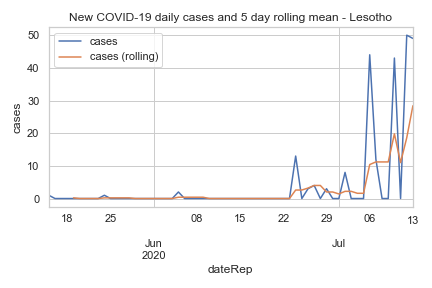 New COVID-19 daily cases and 5 day rolling mean - Lesotho
cases
cases (rolling)
50
40
30
20
10
0
cases
18 25 08 15 22 29 06 13
Jun Jul
2020
dateRep